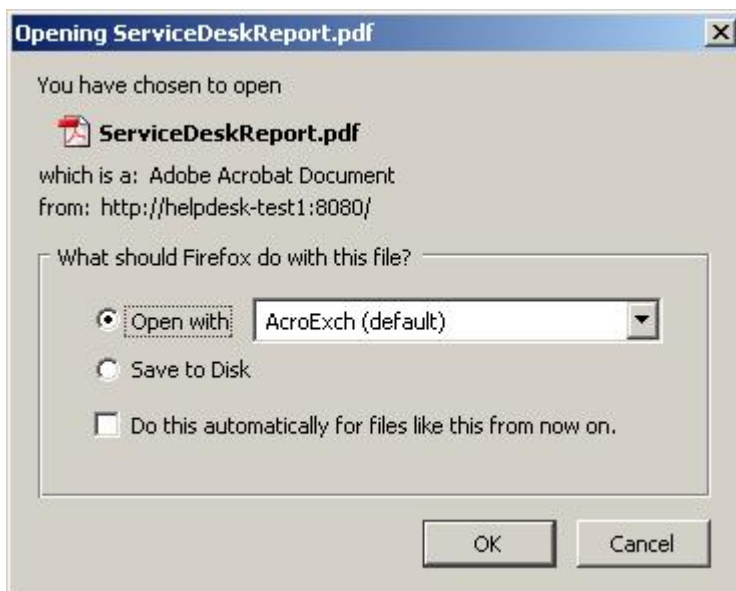 Opening ServiceDeskReport.pdf
You have chosen to open
ServiceDeskReport.pdf
which is a: Adobe Acrobat Document
from: http://helpdesk-test1:8080/
What should Firefox do with this file?
Open with AcroExch (default)
Save to Disk
Do this automatically for files like this from now on.
OK Cancel